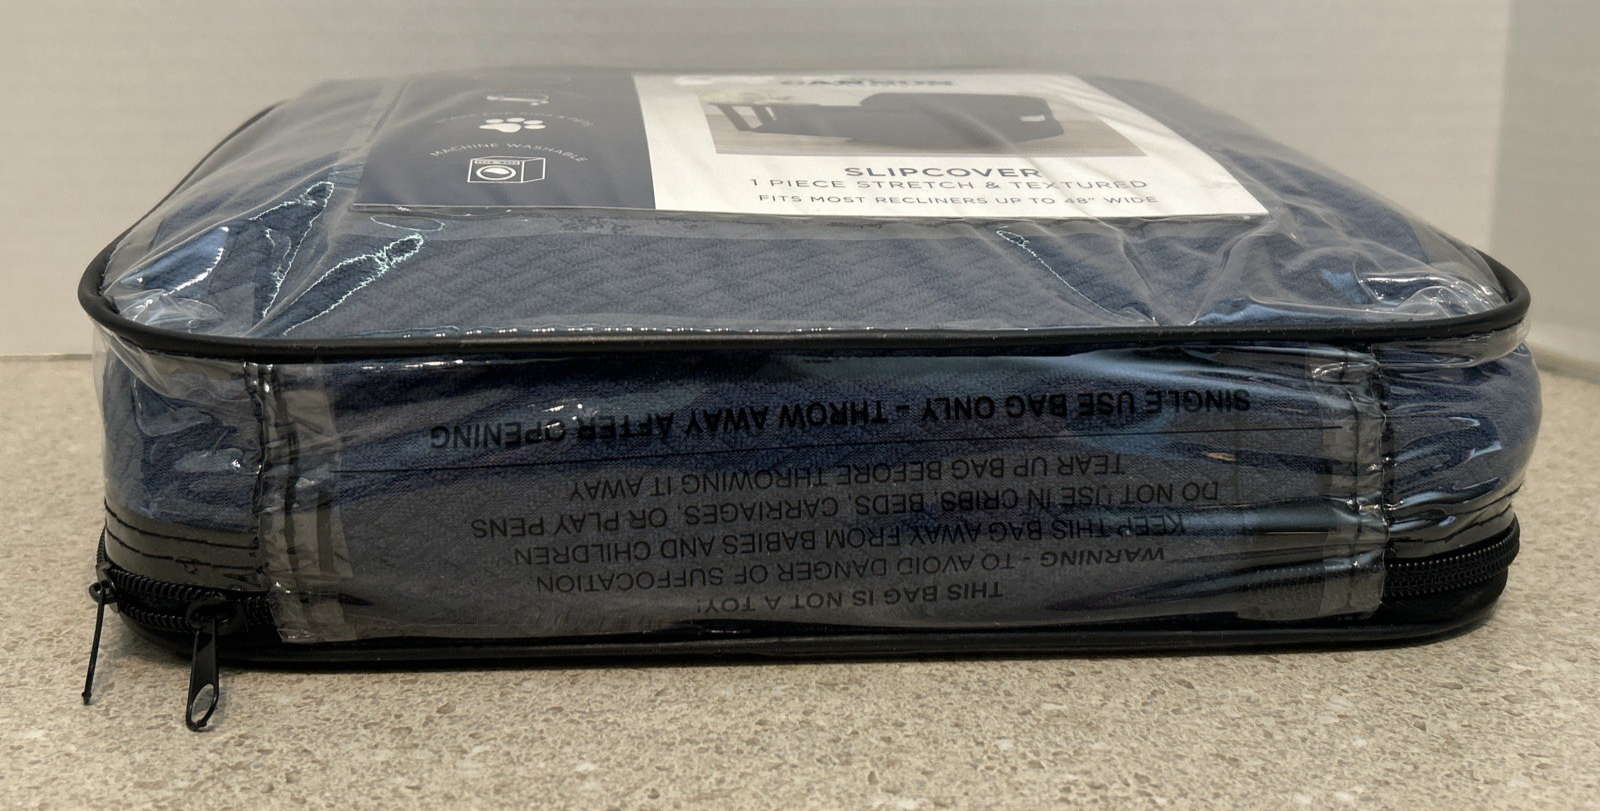 CANNON
MACHINE WASHABLE
SLIPCOVER
1 PIECE STRETCH & TEXTURED
FITS MOST RECLINERS UP TO 48" WIDE
THIS BAG IS NOT A TOY!
WARNING - TO AVOID DANGER OF SUFFOCATION
KEEP THIS BAG AWAY FROM BABIES AND CHILDREN
DO NOT USE IN CRIBS, BEDS, CARRIAGES, OR PLAY PENS
TEAR UP BAG BEFORE THROWING IT AWAY
SINGLE USE BAG ONLY - THROW AWAY AFTER OPENING